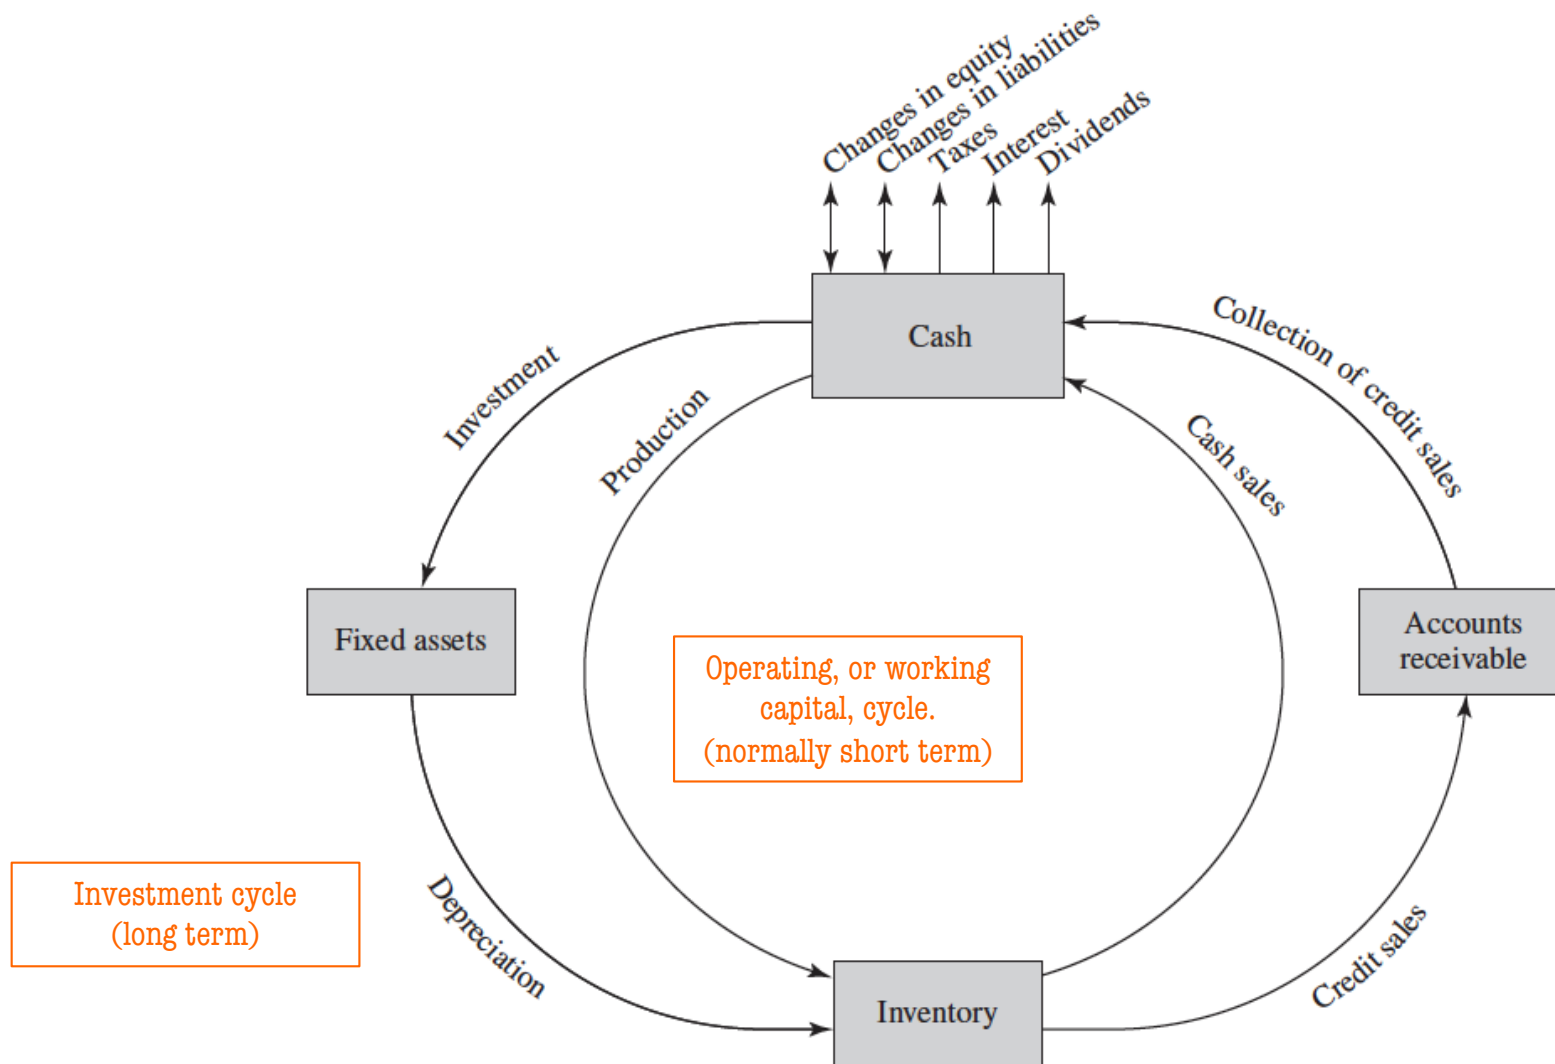 Changes in equity
Changes in liabilities
Taxes
Interest
Dividends
Cash
Investment
Production
Cash sales
Collection of credit sales
Fixed assets
Operating, or working
capital, cycle.
(normally short term)
Accounts
receivable
Investment cycle
(long term)
Depreciation
Inventory
Credit sales